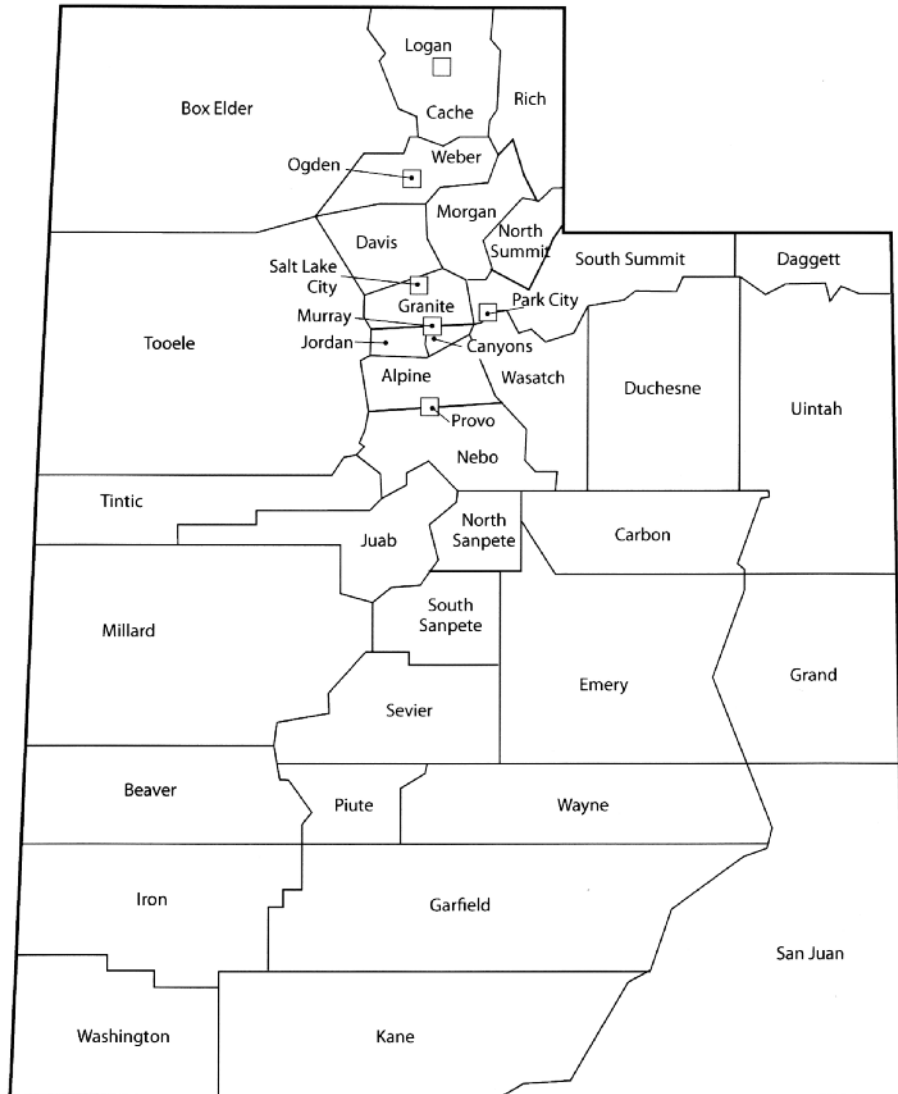 Logan
Box Elder
Rich
Cache
Ogden
Weber
Morgan
Davis
North
Summit
South Summit
Daggett
Salt Lake
City
Granite
Park City
Murray
Tooele
Jordan
Canyons
Alpine
Wasatch
Duchesne
Uintah
Provo
Nebo
Tintic
Juab
North
Sanpete
Carbon
South
Sanpete
Millard
Emery
Grand
Sevier
Beaver
Piute
Wayne
Iron
Garfield
San Juan
Washington
Kane